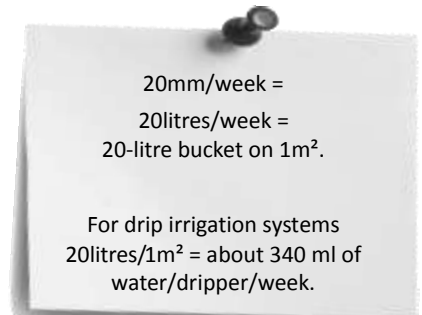 20mm/week =
20litres/week =
20-litre bucket on 1m².
For drip irrigation systems
20litres/1m² = about 340 ml of
water/dripper/week.